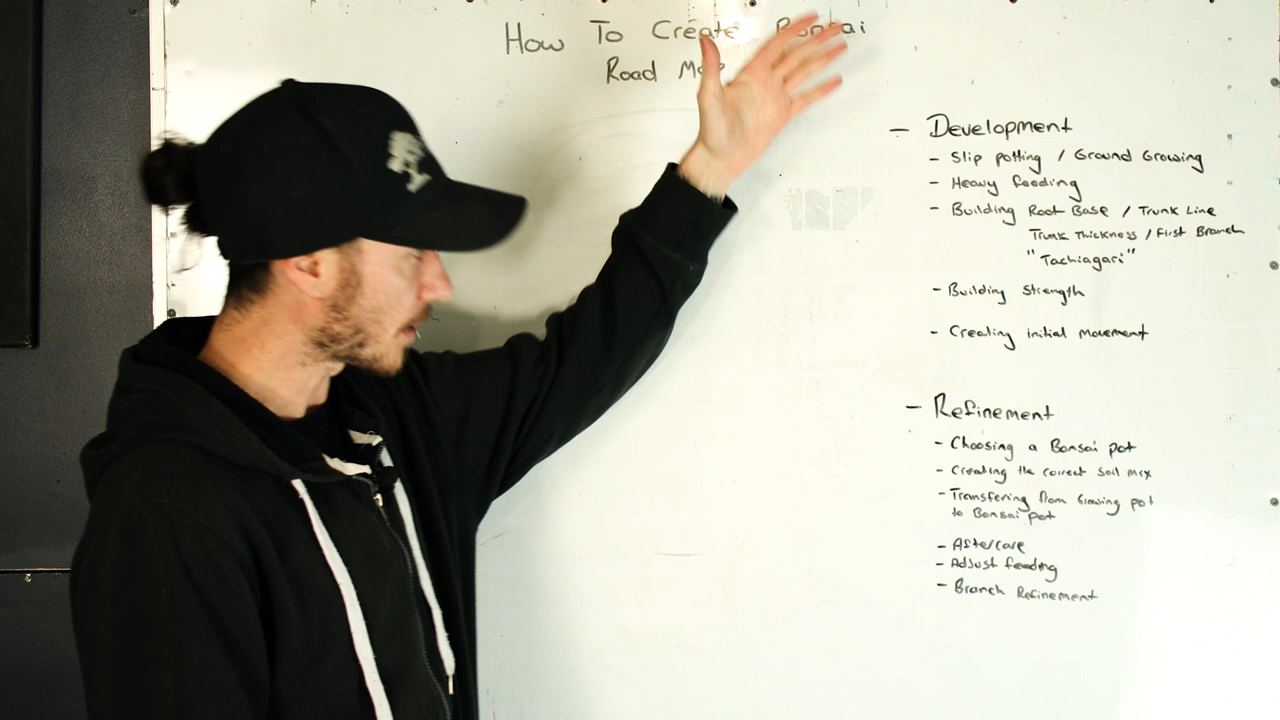 How To Create Bonsai
Road Map
- Development
- Slip potting / Ground Growing
- Heavy feeding
- Building Root Base / Trunk Line
Trunk Thickness / First Branch
"Tachiagari"
- Building Strength
- Creating initial movement
- Refinement
- Choosing a Bonsai pot
- Creating the correct soil mix
- Transfering from Growing pot
to Bonsai pot
- Aftercare
- Adjust feeding
- Branch Refinement